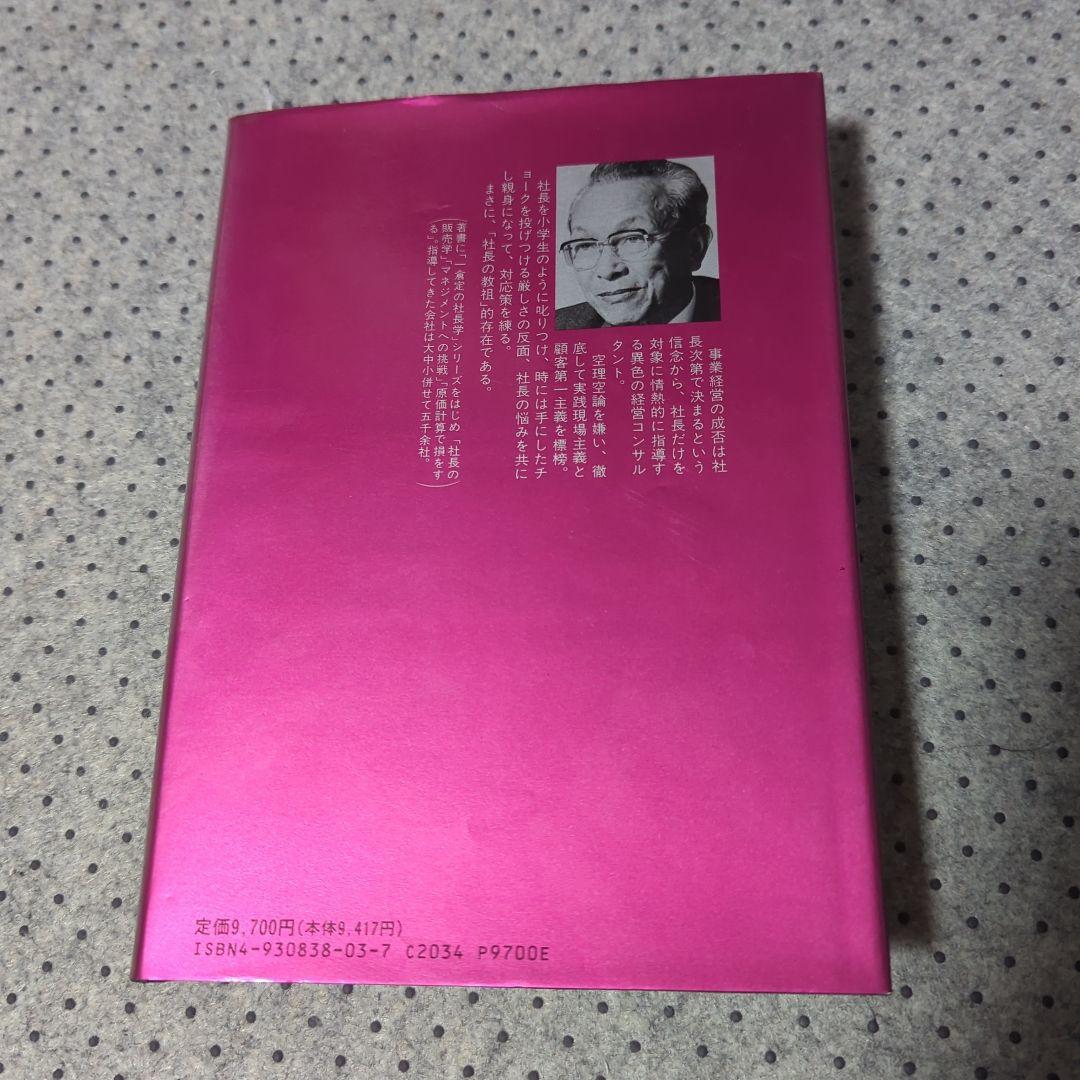 事業経営の成否は社
長次第で決まるという
信念から、社長だけを
対象に情熱的に指導す
る異色の経営コンサル
タント。
空理空論を嫌い、徹
底して実践現場主義と
顧客第一主義を標榜。
社長を小学生のように叱りつけ、時には手にしたチ
ョークを投げつける厳しさの反面、社長の悩みを共に
し親身になって、対応策を練る。
まさに、「社長の教祖」的存在である。
(著書に「一倉定の社長学」シリーズをはじめ「社長の
販売学」「マネジメントへの挑戦」「原価計算で損をす
る」。指導してきた会社は大中小併せて五千余社。)
定価9,700円(本体9,417円)
ISBN4-930838-03-7 C2034 P9700E